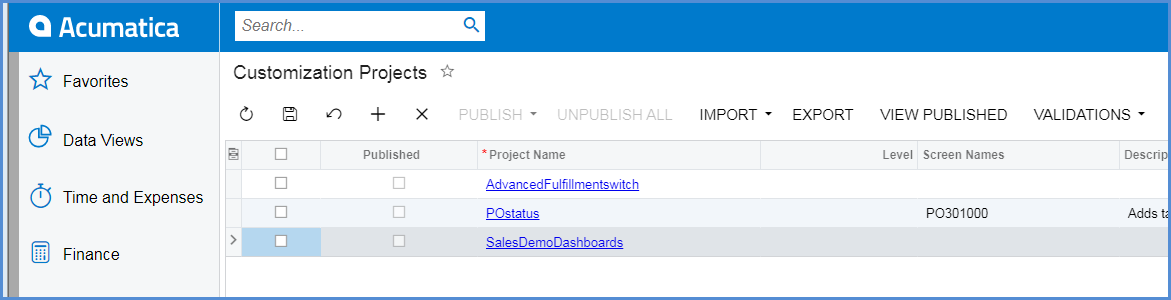 Acumatica
Search...
Favorites
Data Views
Time and Expenses
Finance
Customization Projects
PUBLISH UNPUBLISH ALL IMPORT EXPORT VIEW PUBLISHED VALIDATIONS
Published *Project Name Level Screen Names Descrip
AdvancedFulfillmentswitch
POstatus PO301000 Adds ta
SalesDemoDashboards